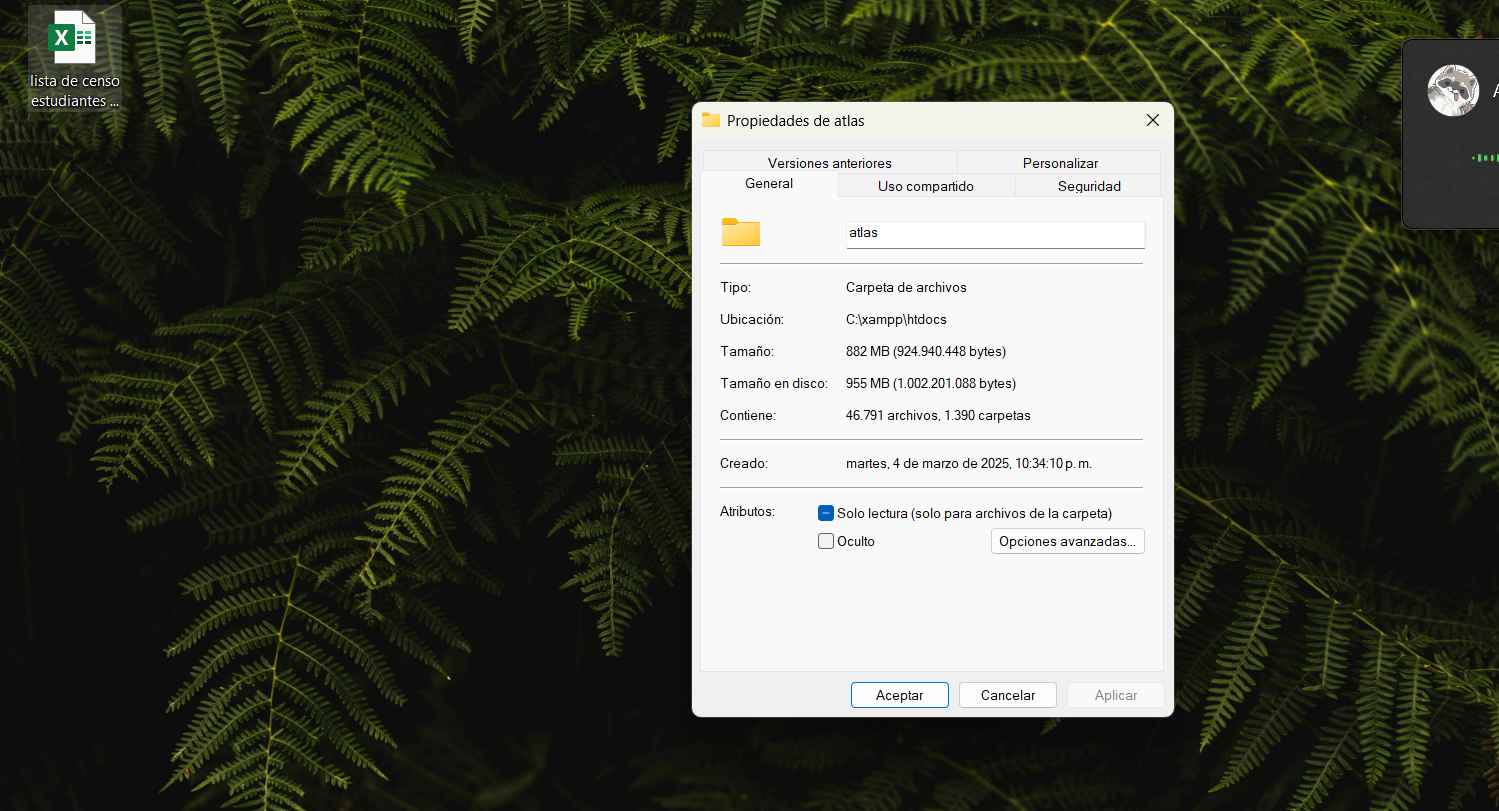 X
lista de censo
estudiantes ...
Propiedades de atlas
Versiones anteriores
Personalizar
General
Uso compartido
Seguridad
atlas
Tipo:
Carpeta de archivos
Ubicación:
C:\xampp\htdocs
Tamaño:
882 MB (924.940.448 bytes)
Tamaño en disco:
955 MB (1.002.201.088 bytes)
Contiene:
46.791 archivos, 1.390 carpetas
Creado:
martes, 4 de marzo de 2025, 10:34:10 p. m.
Atributos:
Solo lectura (solo para archivos de la carpeta)
Oculto
Opciones avanzadas...
Aceptar
Cancelar
Aplicar